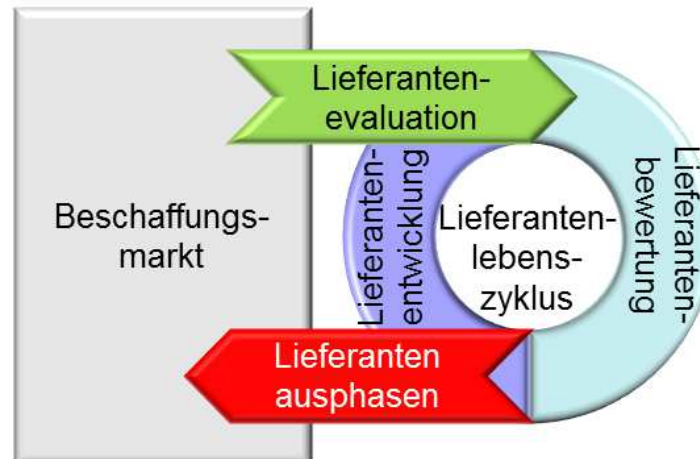 Lieferanten-
evaluation
Beschaffungs-
markt
Lieferanten-
entwicklung
Lieferanten-
lebens-
zyklus
Lieferanten-
bewertung
Lieferanten
ausphasen